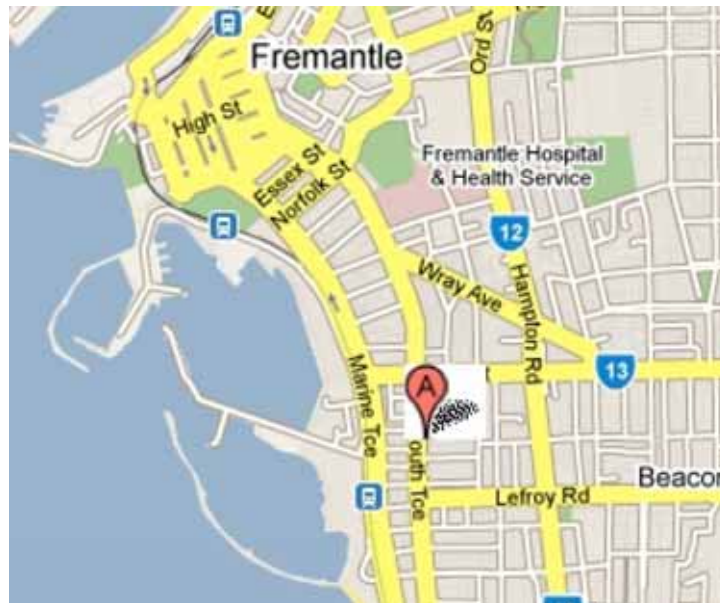 Fremantle
Ord St
High St
Essex St
Norfolk St
Fremantle Hospital
& Health Service
12
Wray Ave
Hampton Rd
13
Marine Tce
A
outh Tce
Lefroy Rd
Beacon